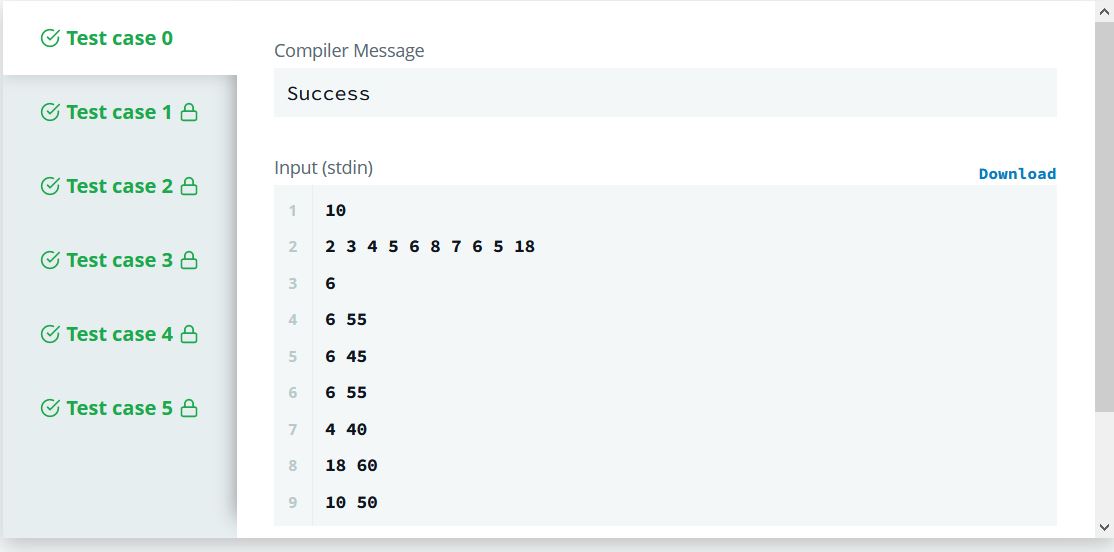 Test case 0
Test case 1
Test case 2
Test case 3
Test case 4
Test case 5
Compiler Message
Success
Input (stdin)
Download
1 10
2 2 3 4 5 6 8 7 6 5 18
3 6
4 6 55
5 6 45
6 6 55
7 4 40
8 18 60
9 10 50